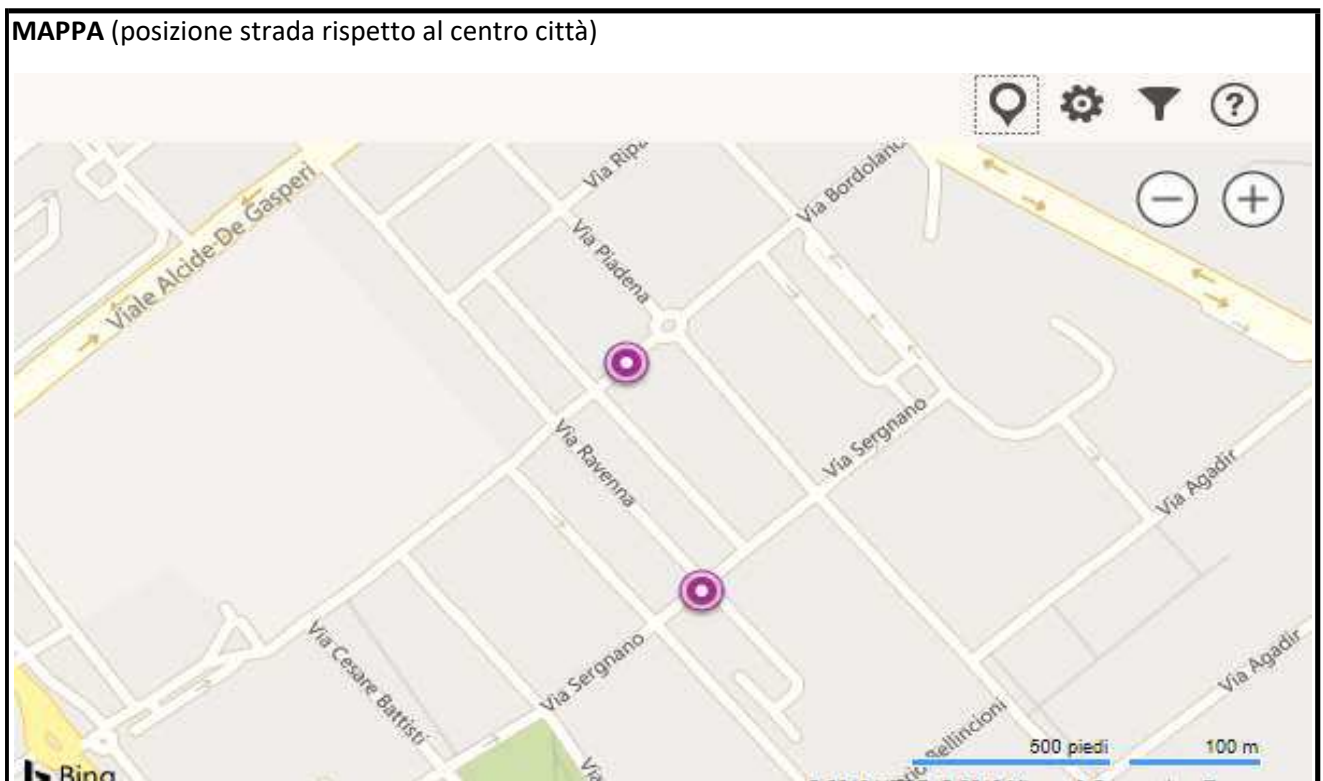 MAPPA (posizione strada rispetto al centro città)
Via Bordolano
Viale Alcide De Gasperi
Via Piadena
Via Ravenna
Via Sergnano
Via Agadir
Via Cesare Battisti
Via Sergnano
Via Agadir
Bellincioni
Via
500 piedi
100 m
Bing